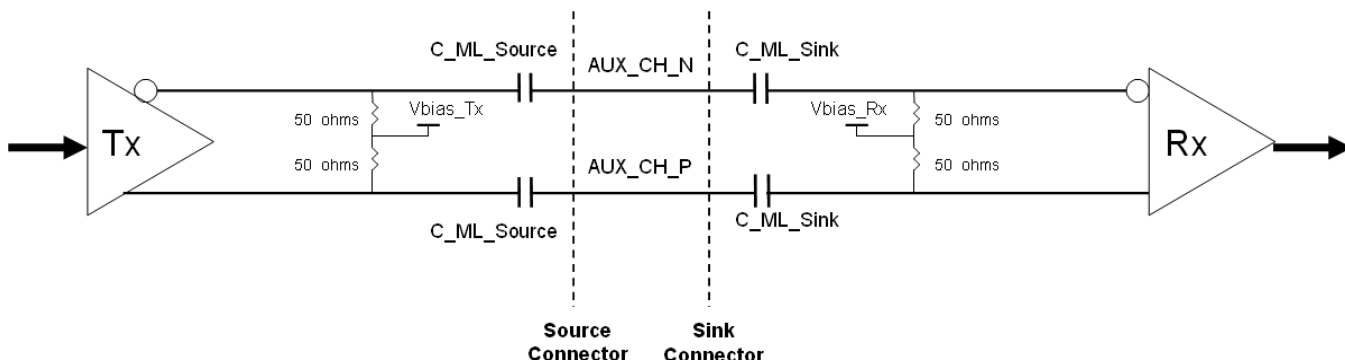 C_ML_Source
AUX_CH_N
C_ML_Sink
Tx
50 ohms
Vbias_Tx
50 ohms
Vbias_Rx
50 ohms
50 ohms
Rx
AUX_CH_P
C_ML_Source
C_ML_Sink
Source
Connector
Sink
Connector